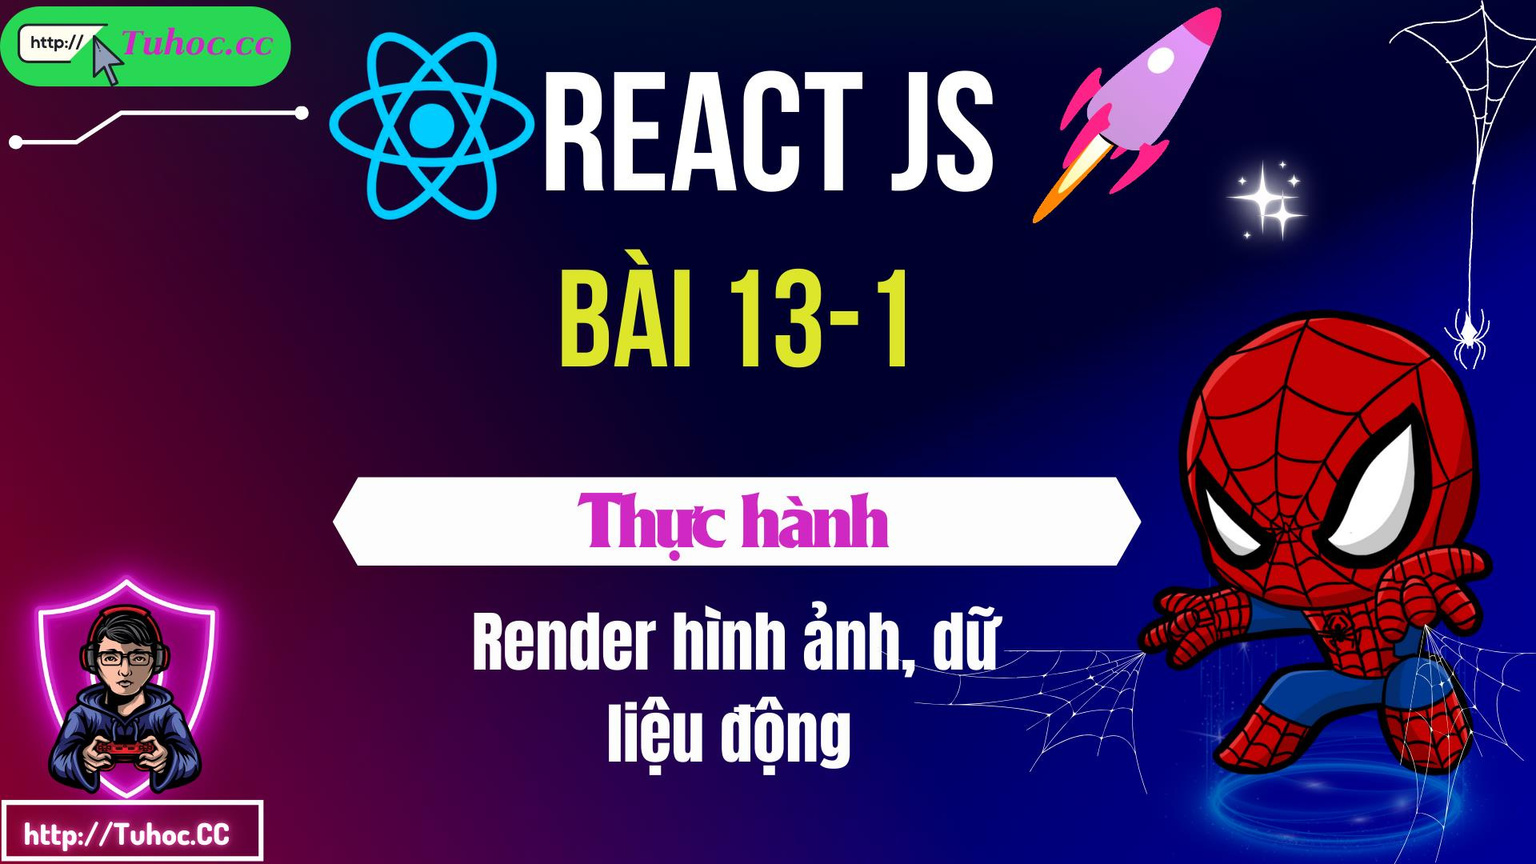 http://
Tuhoc.cc
REACT JS
BÀI 13-1
Thực hành
Render hình ảnh, dữ
liệu động
http://Tuhoc.CC